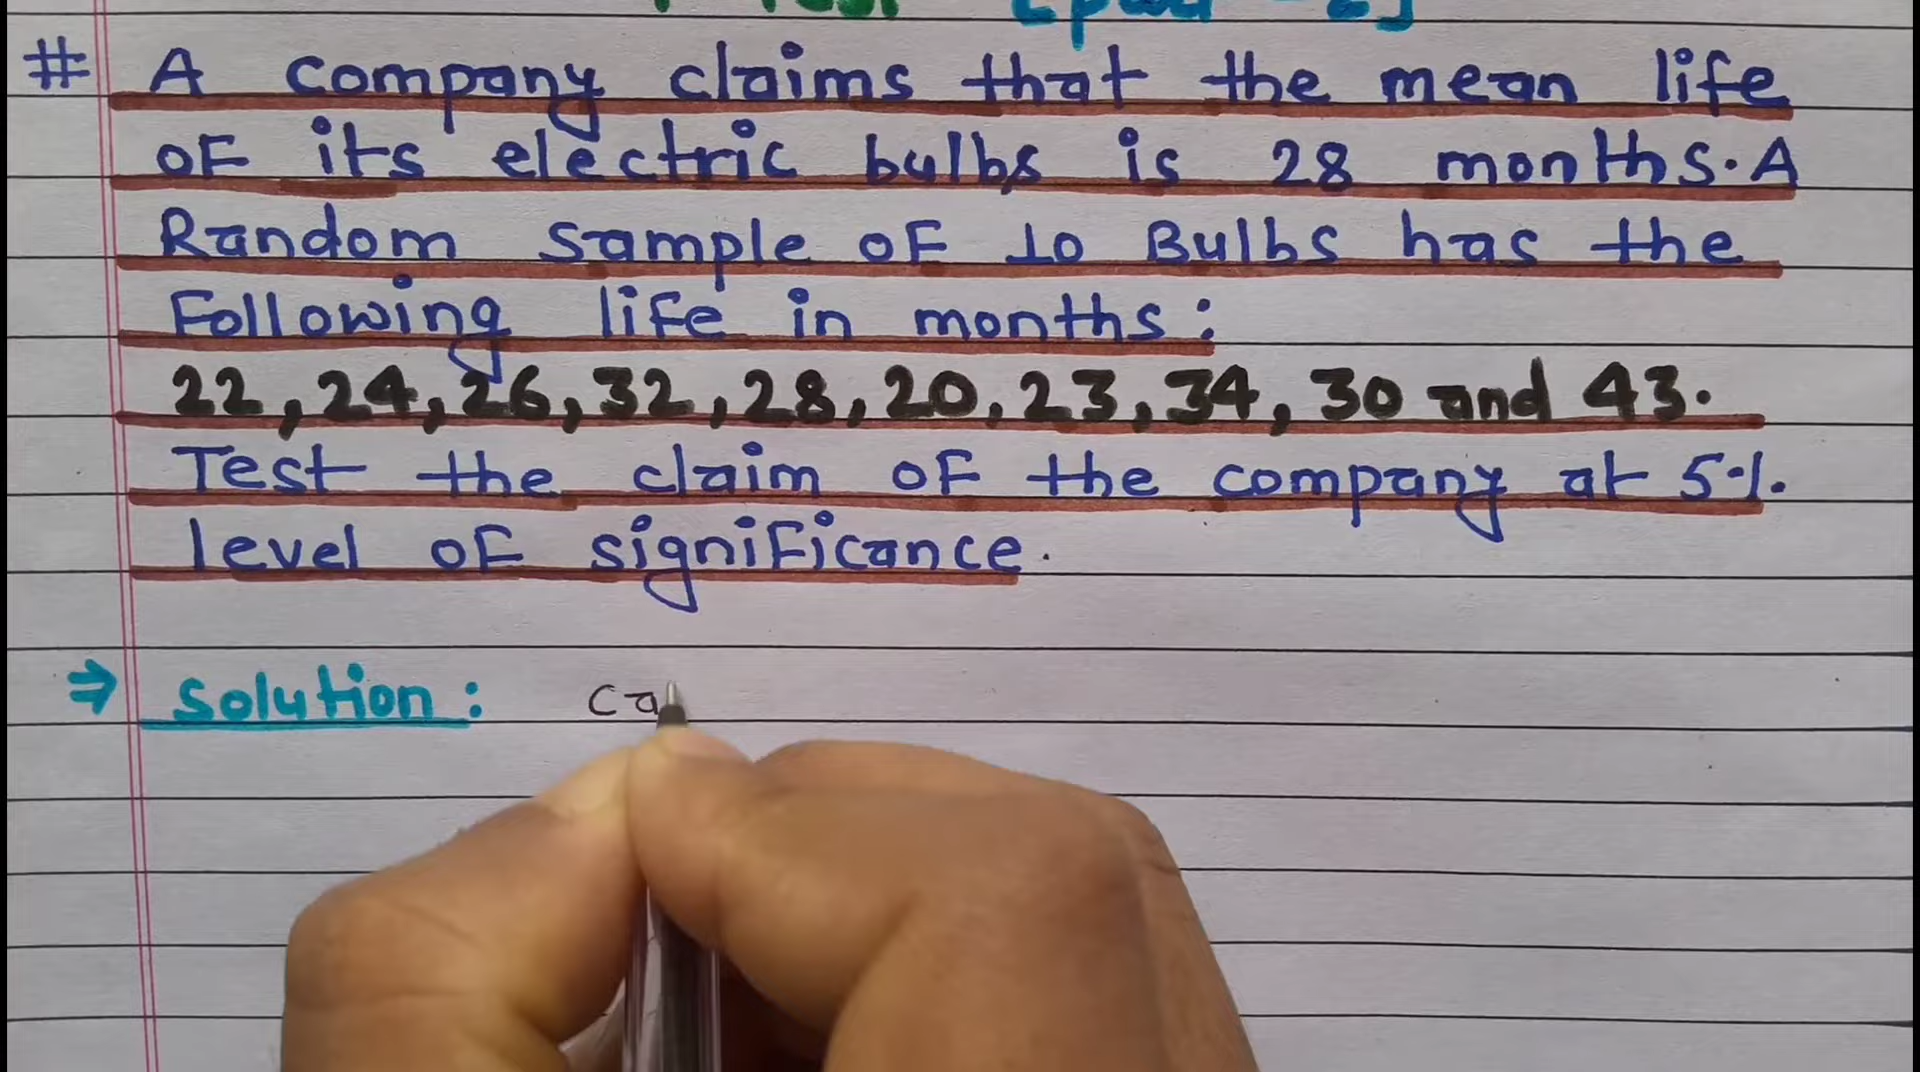 # A company claims that the mean life
of its electric bulbs is 28 months. A
Random sample of 10 Bulbs has the
Following life in months:
22, 24, 26, 32, 28, 20, 23, 34, 30 and 43.
Test the claim of the company at 5%
level of significance.
⇒ Solution: ca